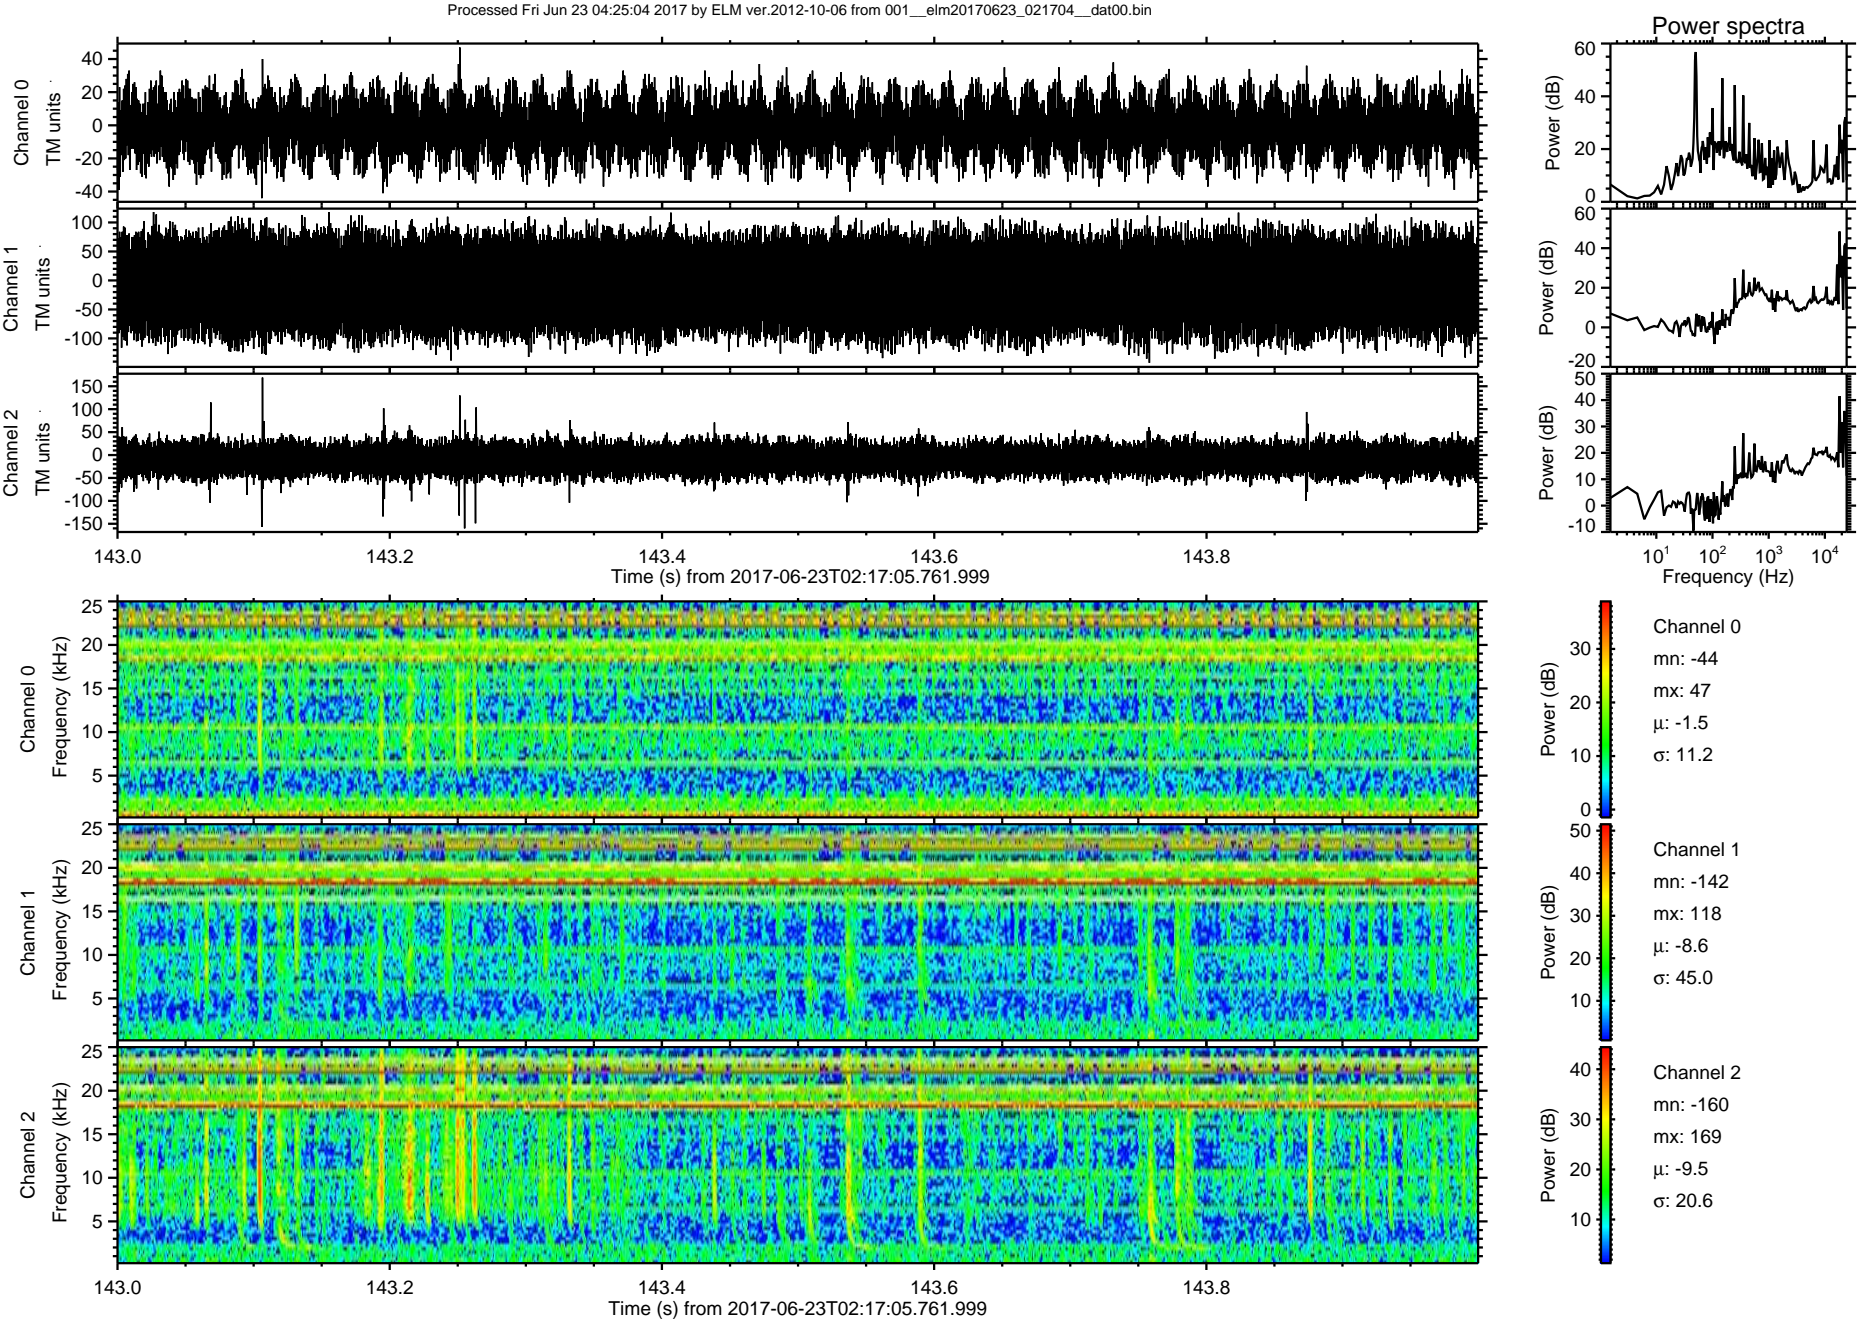 Processed Fri Jun 23 04:25:04 2017 by ELM ver.2012-10-06 from 001__elm20170623_021704__dat00.bin
Power spectra
Channel 0
TM units
40
20
0
-20
-40
Power (dB)
60
40
20
0
Channel 1
TM units
100
50
0
-50
-100
Power (dB)
60
40
20
0
-20
Channel 2
TM units
150
100
50
0
-50
-100
-150
Power (dB)
50
40
30
20
10
0
-10
143.0 143.2 143.4 143.6 143.8
Time (s) from 2017-06-23T02:17:05.761.999
10¹ 10² 10³ 10⁴
Frequency (Hz)
Channel 0
Frequency (kHz)
25
20
15
10
5
Power (dB)
30
20
10
0
Channel 0
mn: -44
mx: 47
µ: -1.5
σ: 11.2
Channel 1
Frequency (kHz)
25
20
15
10
5
Power (dB)
50
40
30
20
10
Channel 1
mn: -142
mx: 118
µ: -8.6
σ: 45.0
Channel 2
Frequency (kHz)
25
20
15
10
5
Power (dB)
40
30
20
10
Channel 2
mn: -160
mx: 169
µ: -9.5
σ: 20.6
143.0 143.2 143.4 143.6 143.8
Time (s) from 2017-06-23T02:17:05.761.999